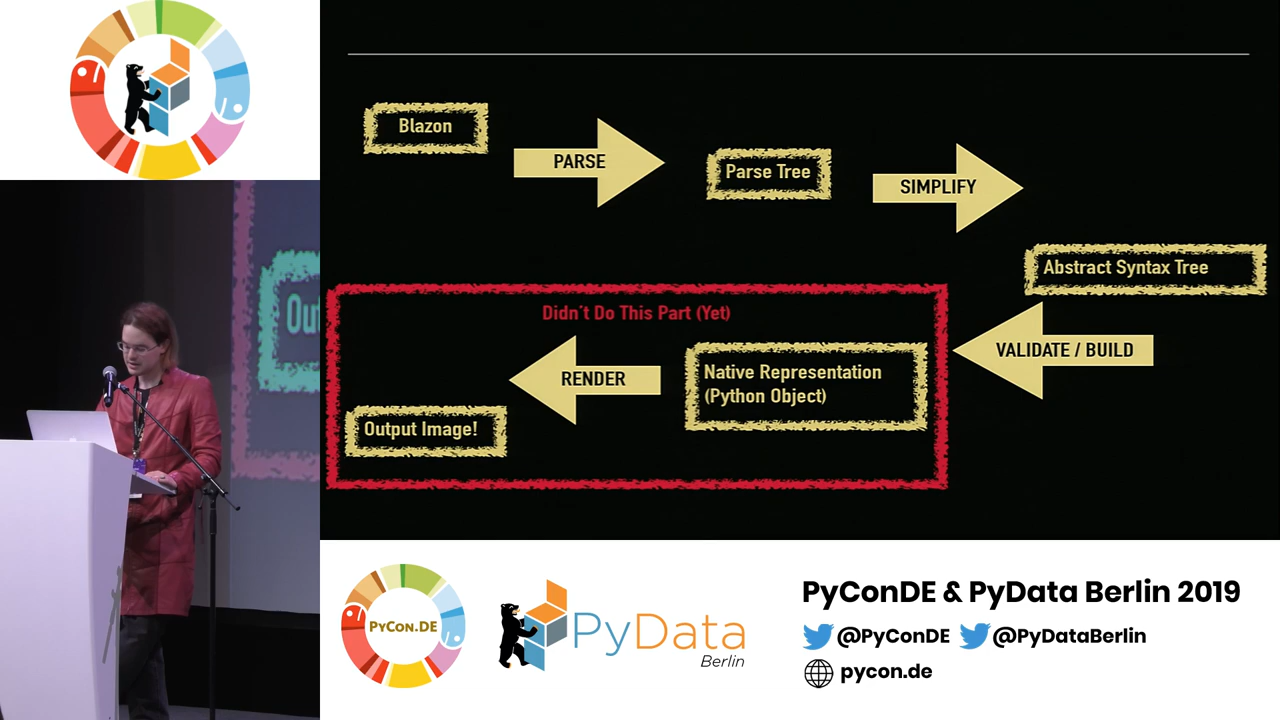 Blazon
PARSE
Parse Tree
SIMPLIFY
Abstract Syntax Tree
VALIDATE / BUILD
Didn't Do This Part (Yet)
Native Representation
(Python Object)
RENDER
Output Image!
Out
PyCon.DE
PyData
Berlin
PyConDE & PyData Berlin 2019
@PyConDE @PyDataBerlin
pycon.de